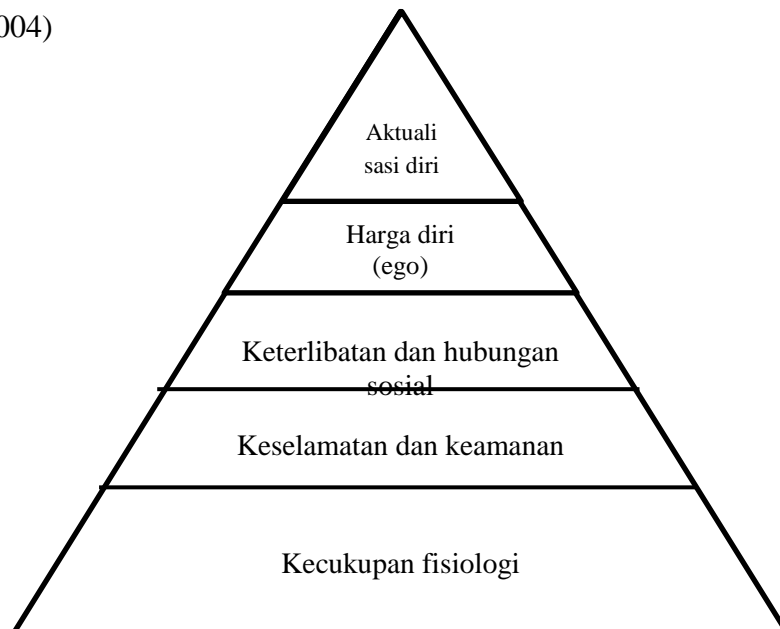 004)
Aktuali
sasi diri
Harga diri
(ego)
Keterlibatan dan hubungan
sosial
Keselamatan dan keamanan
Kecukupan fisiologi